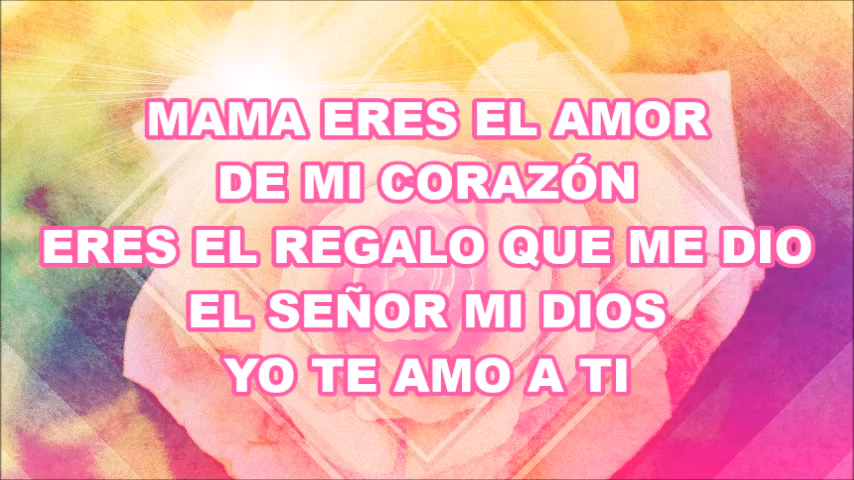 MAMA ERES EL AMOR
DE MI CORAZÓN
ERES EL REGALO QUE ME DIO
EL SEÑOR MI DIOS
YO TE AMO A TI